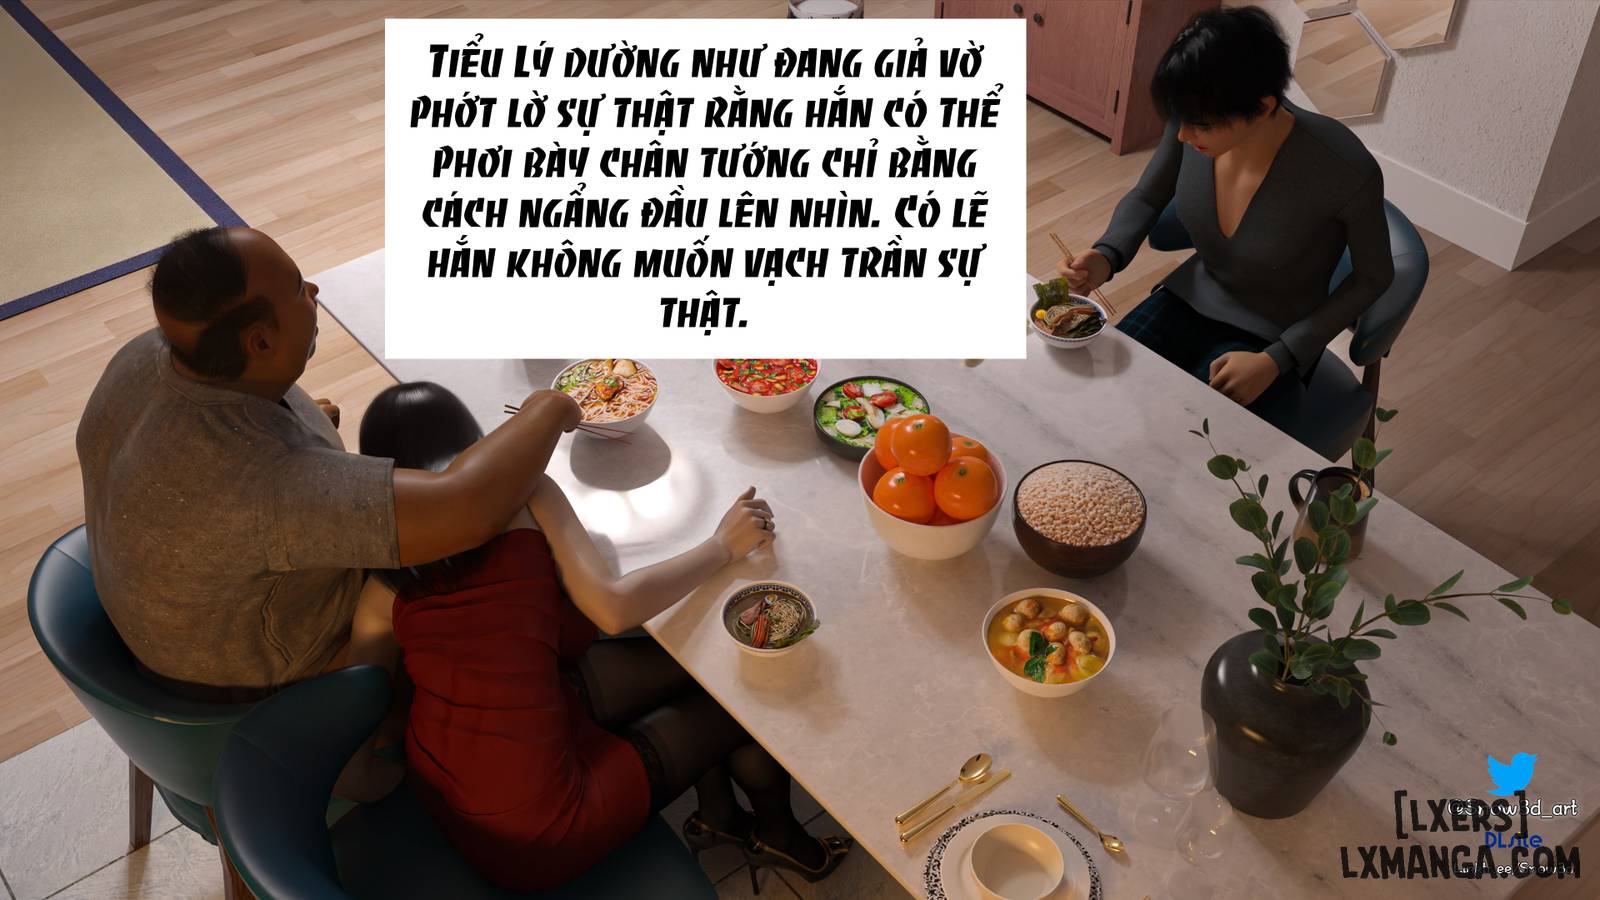 Tiểu Lý dường như đang giả vờ
phớt lờ sự thật rằng hắn có thể
phơi bày chân tướng chỉ bằng
cách ngẩng đầu lên nhìn. Có lẽ
hắn không muốn vạch trần sự
thật.
@Snow3d_art
[LXERS]
DLsite
LXMANGA.COM